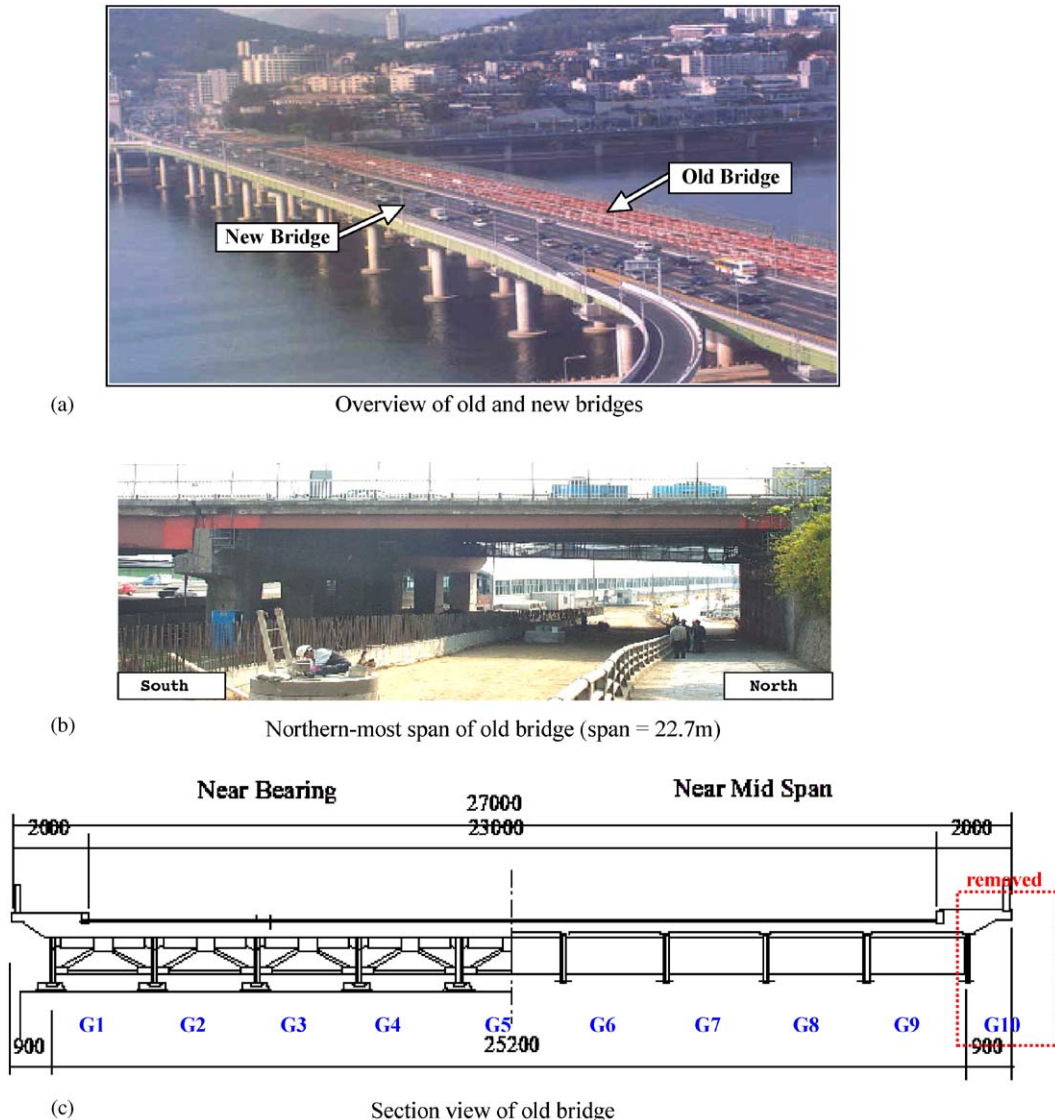 Old Bridge
New Bridge
(a)
Overview of old and new bridges
South
North
(b)
Northern-most span of old bridge (span = 22.7m)
Near Bearing
Near Mid Span
27000
2000
23000
2000
removed
G1
G2
G3
G4
G5
G6
G7
G8
G9
G10
900
25200
900
(c)
Section view of old bridge